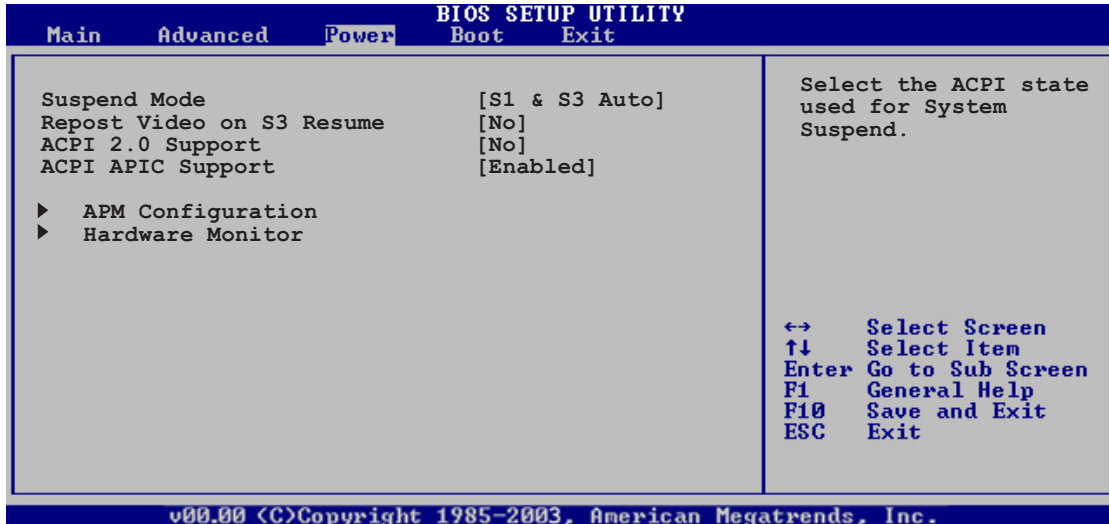 BIOS SETUP UTILITY
Main Advanced Power Boot Exit
Suspend Mode [S1 & S3 Auto]
Repost Video on S3 Resume [No]
ACPI 2.0 Support [No]
ACPI APIC Support [Enabled]
APM Configuration
Hardware Monitor
Select the ACPI state
used for System
Suspend.
←→ Select Screen
↑↓ Select Item
Enter Go to Sub Screen
F1 General Help
F10 Save and Exit
ESC Exit
v00.00 (C)Copyright 1985-2003, American Megatrends, Inc.